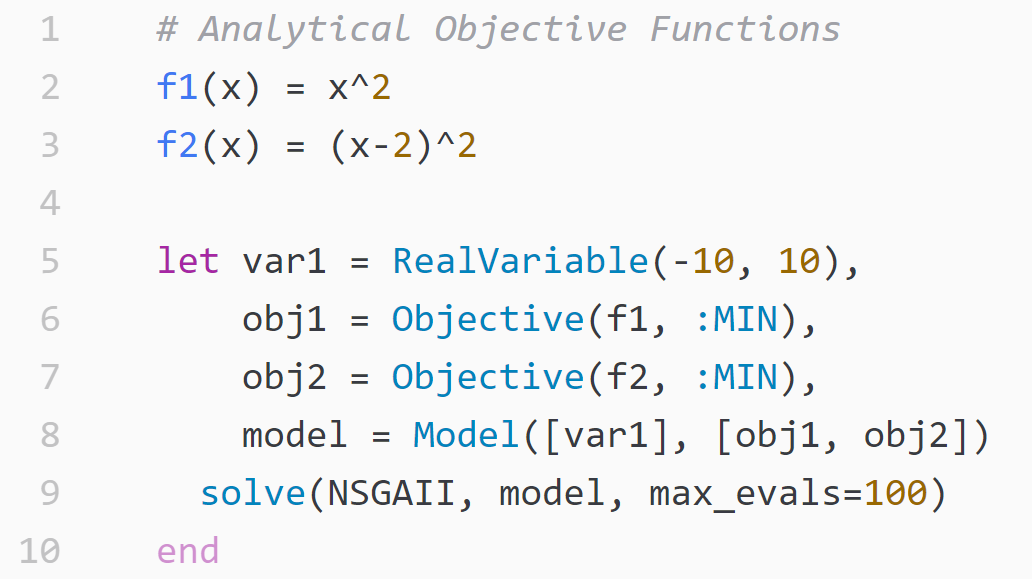 1 # Analytical Objective Functions
2 f1(x) = x^2
3 f2(x) = (x-2)^2
4
5 let var1 = RealVariable(-10, 10),
6 obj1 = Objective(f1, :MIN),
7 obj2 = Objective(f2, :MIN),
8 model = Model([var1], [obj1, obj2])
9 solve(NSGAII, model, max_evals=100)
10 end